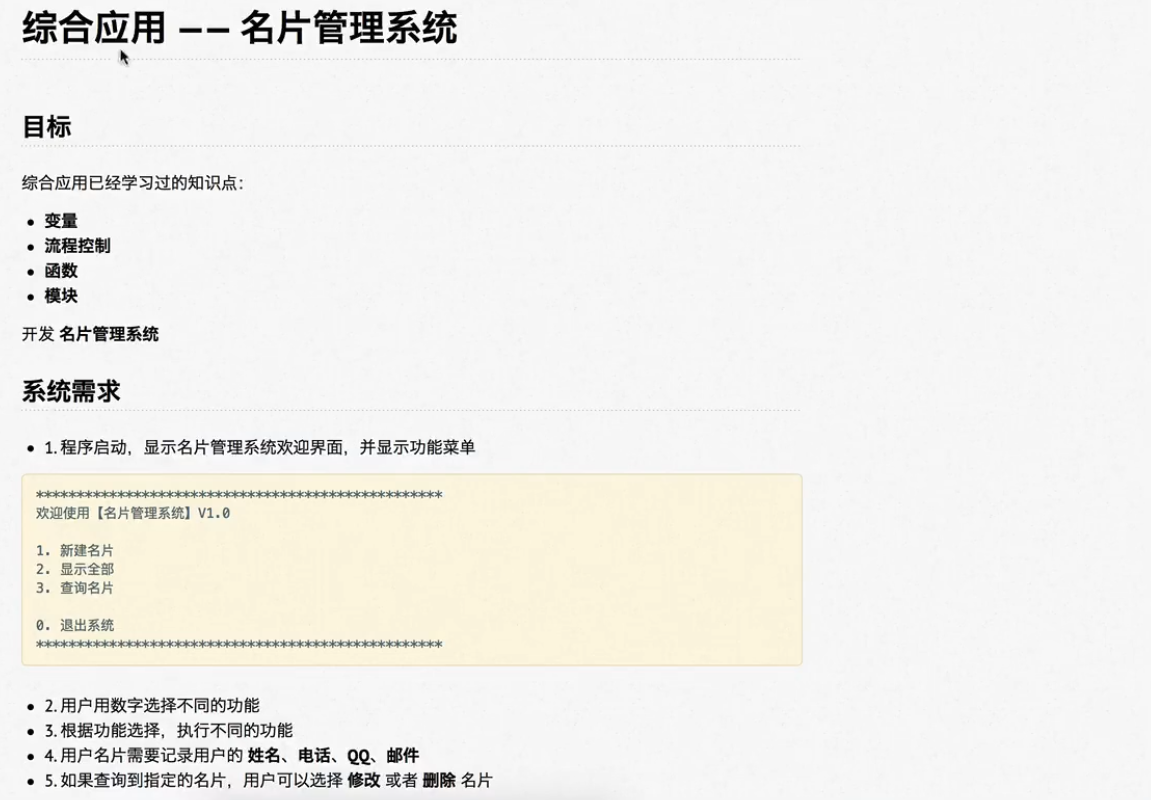 综合应用 —— 名片管理系统
目标
综合应用已经学习过的知识点：
• 变量
• 流程控制
• 函数
• 模块
开发 名片管理系统
系统需求
• 1. 程序启动，显示名片管理系统欢迎界面，并显示功能菜单
**************************************************
欢迎使用【名片管理系统】V1.0
1. 新建名片
2. 显示全部
3. 查询名片
0. 退出系统
**************************************************
• 2. 用户用数字选择不同的功能
• 3. 根据功能选择，执行不同的功能
• 4. 用户名片需要记录用户的 姓名、电话、QQ、邮件
• 5. 如果查询到指定的名片，用户可以选择 修改 或者 删除 名片